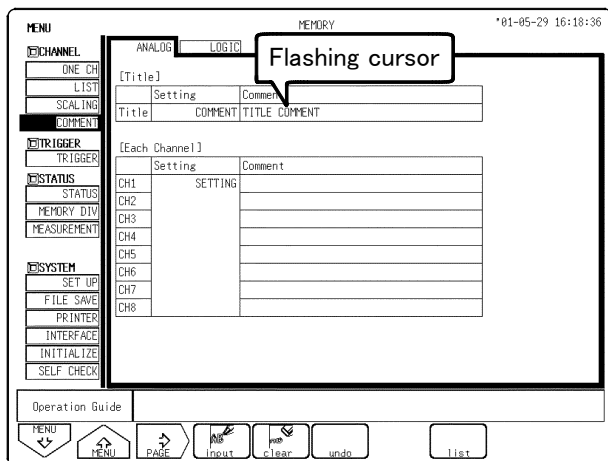 MENU
MEMORY
'01-05-29 16:18:36
CHANNEL
ONE CH
LIST
SCALING
COMMENT
TRIGGER
TRIGGER
STATUS
STATUS
MEMORY DIV
MEASUREMENT
SYSTEM
SET UP
FILE SAVE
PRINTER
INTERFACE
INITIALIZE
SELF CHECK
ANALOG LOGIC
Flashing cursor
[Title]
Setting Comment
Title COMMENT TITLE COMMENT
[Each Channel]
Setting Comment
CH1 SETTING
CH2
CH3
CH4
CH5
CH6
CH7
CH8
Operation Guide
MENU
MENU
PAGE
input
clear
undo
list